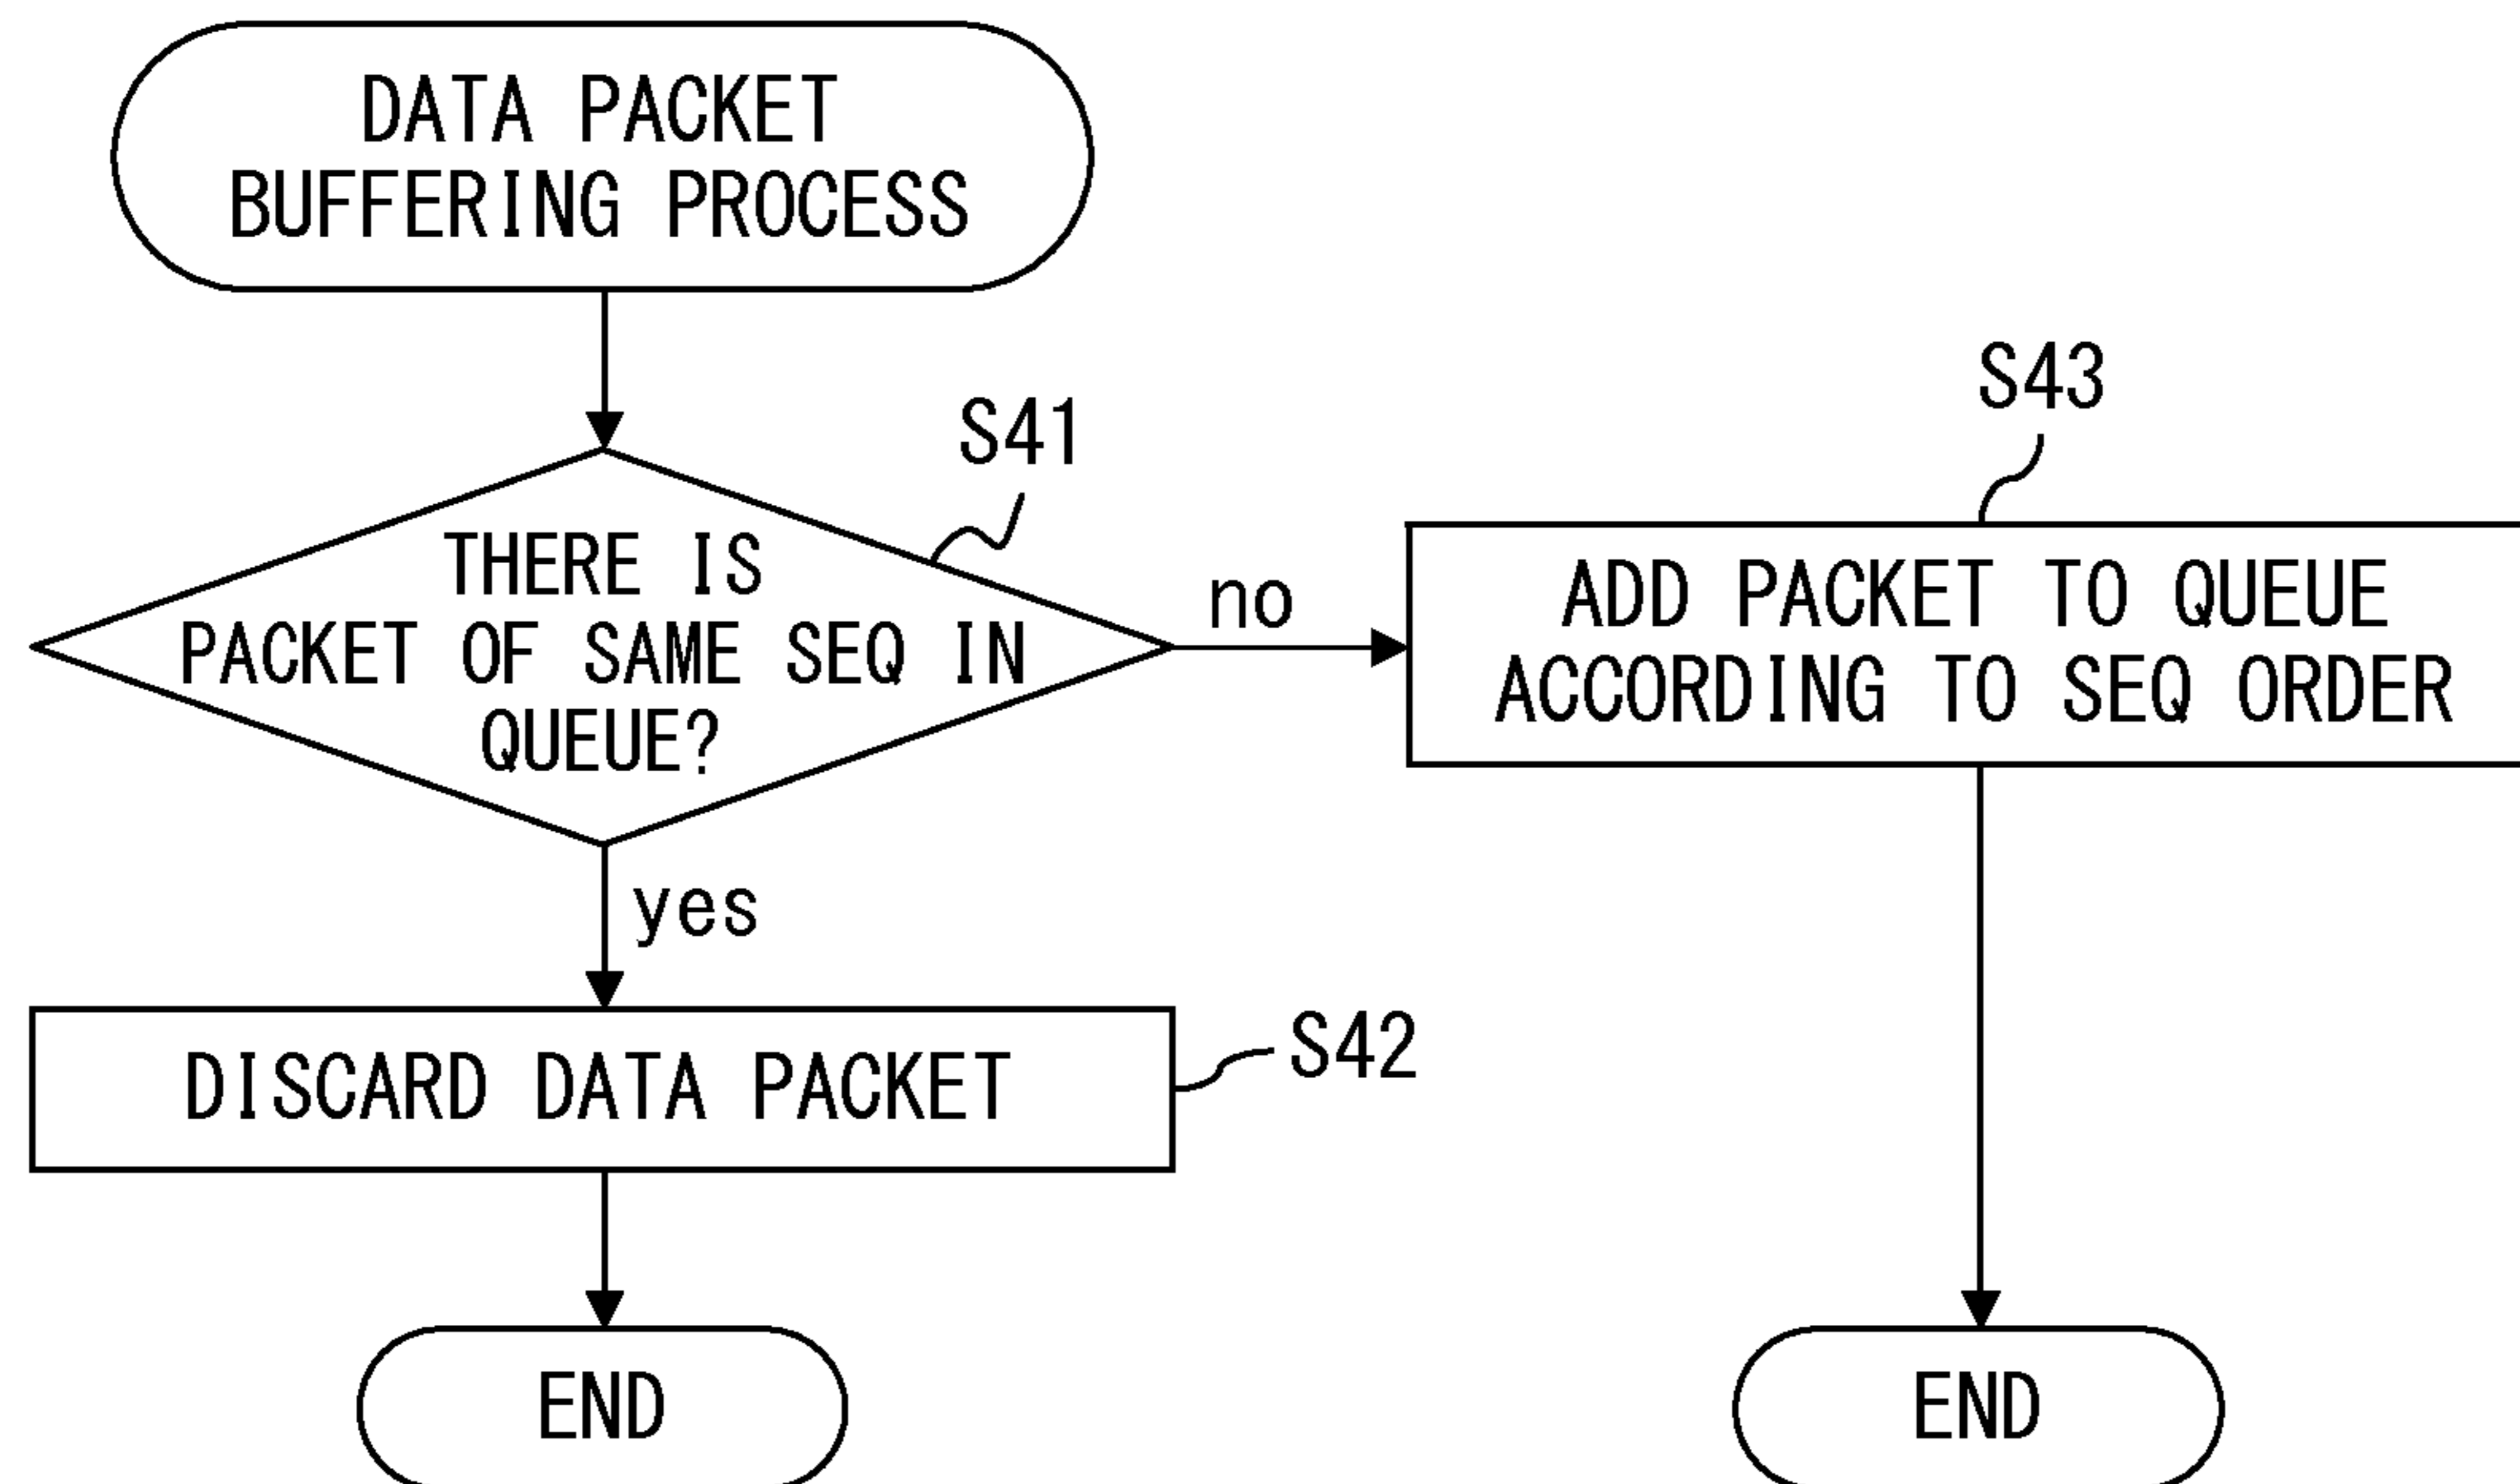 DATA PACKET
BUFFERING PROCESS
S41
THERE IS
PACKET OF SAME SEQ IN
QUEUE?
no
S43
ADD PACKET TO QUEUE
ACCORDING TO SEQ ORDER
yes
DISCARD DATA PACKET
S42
END
END